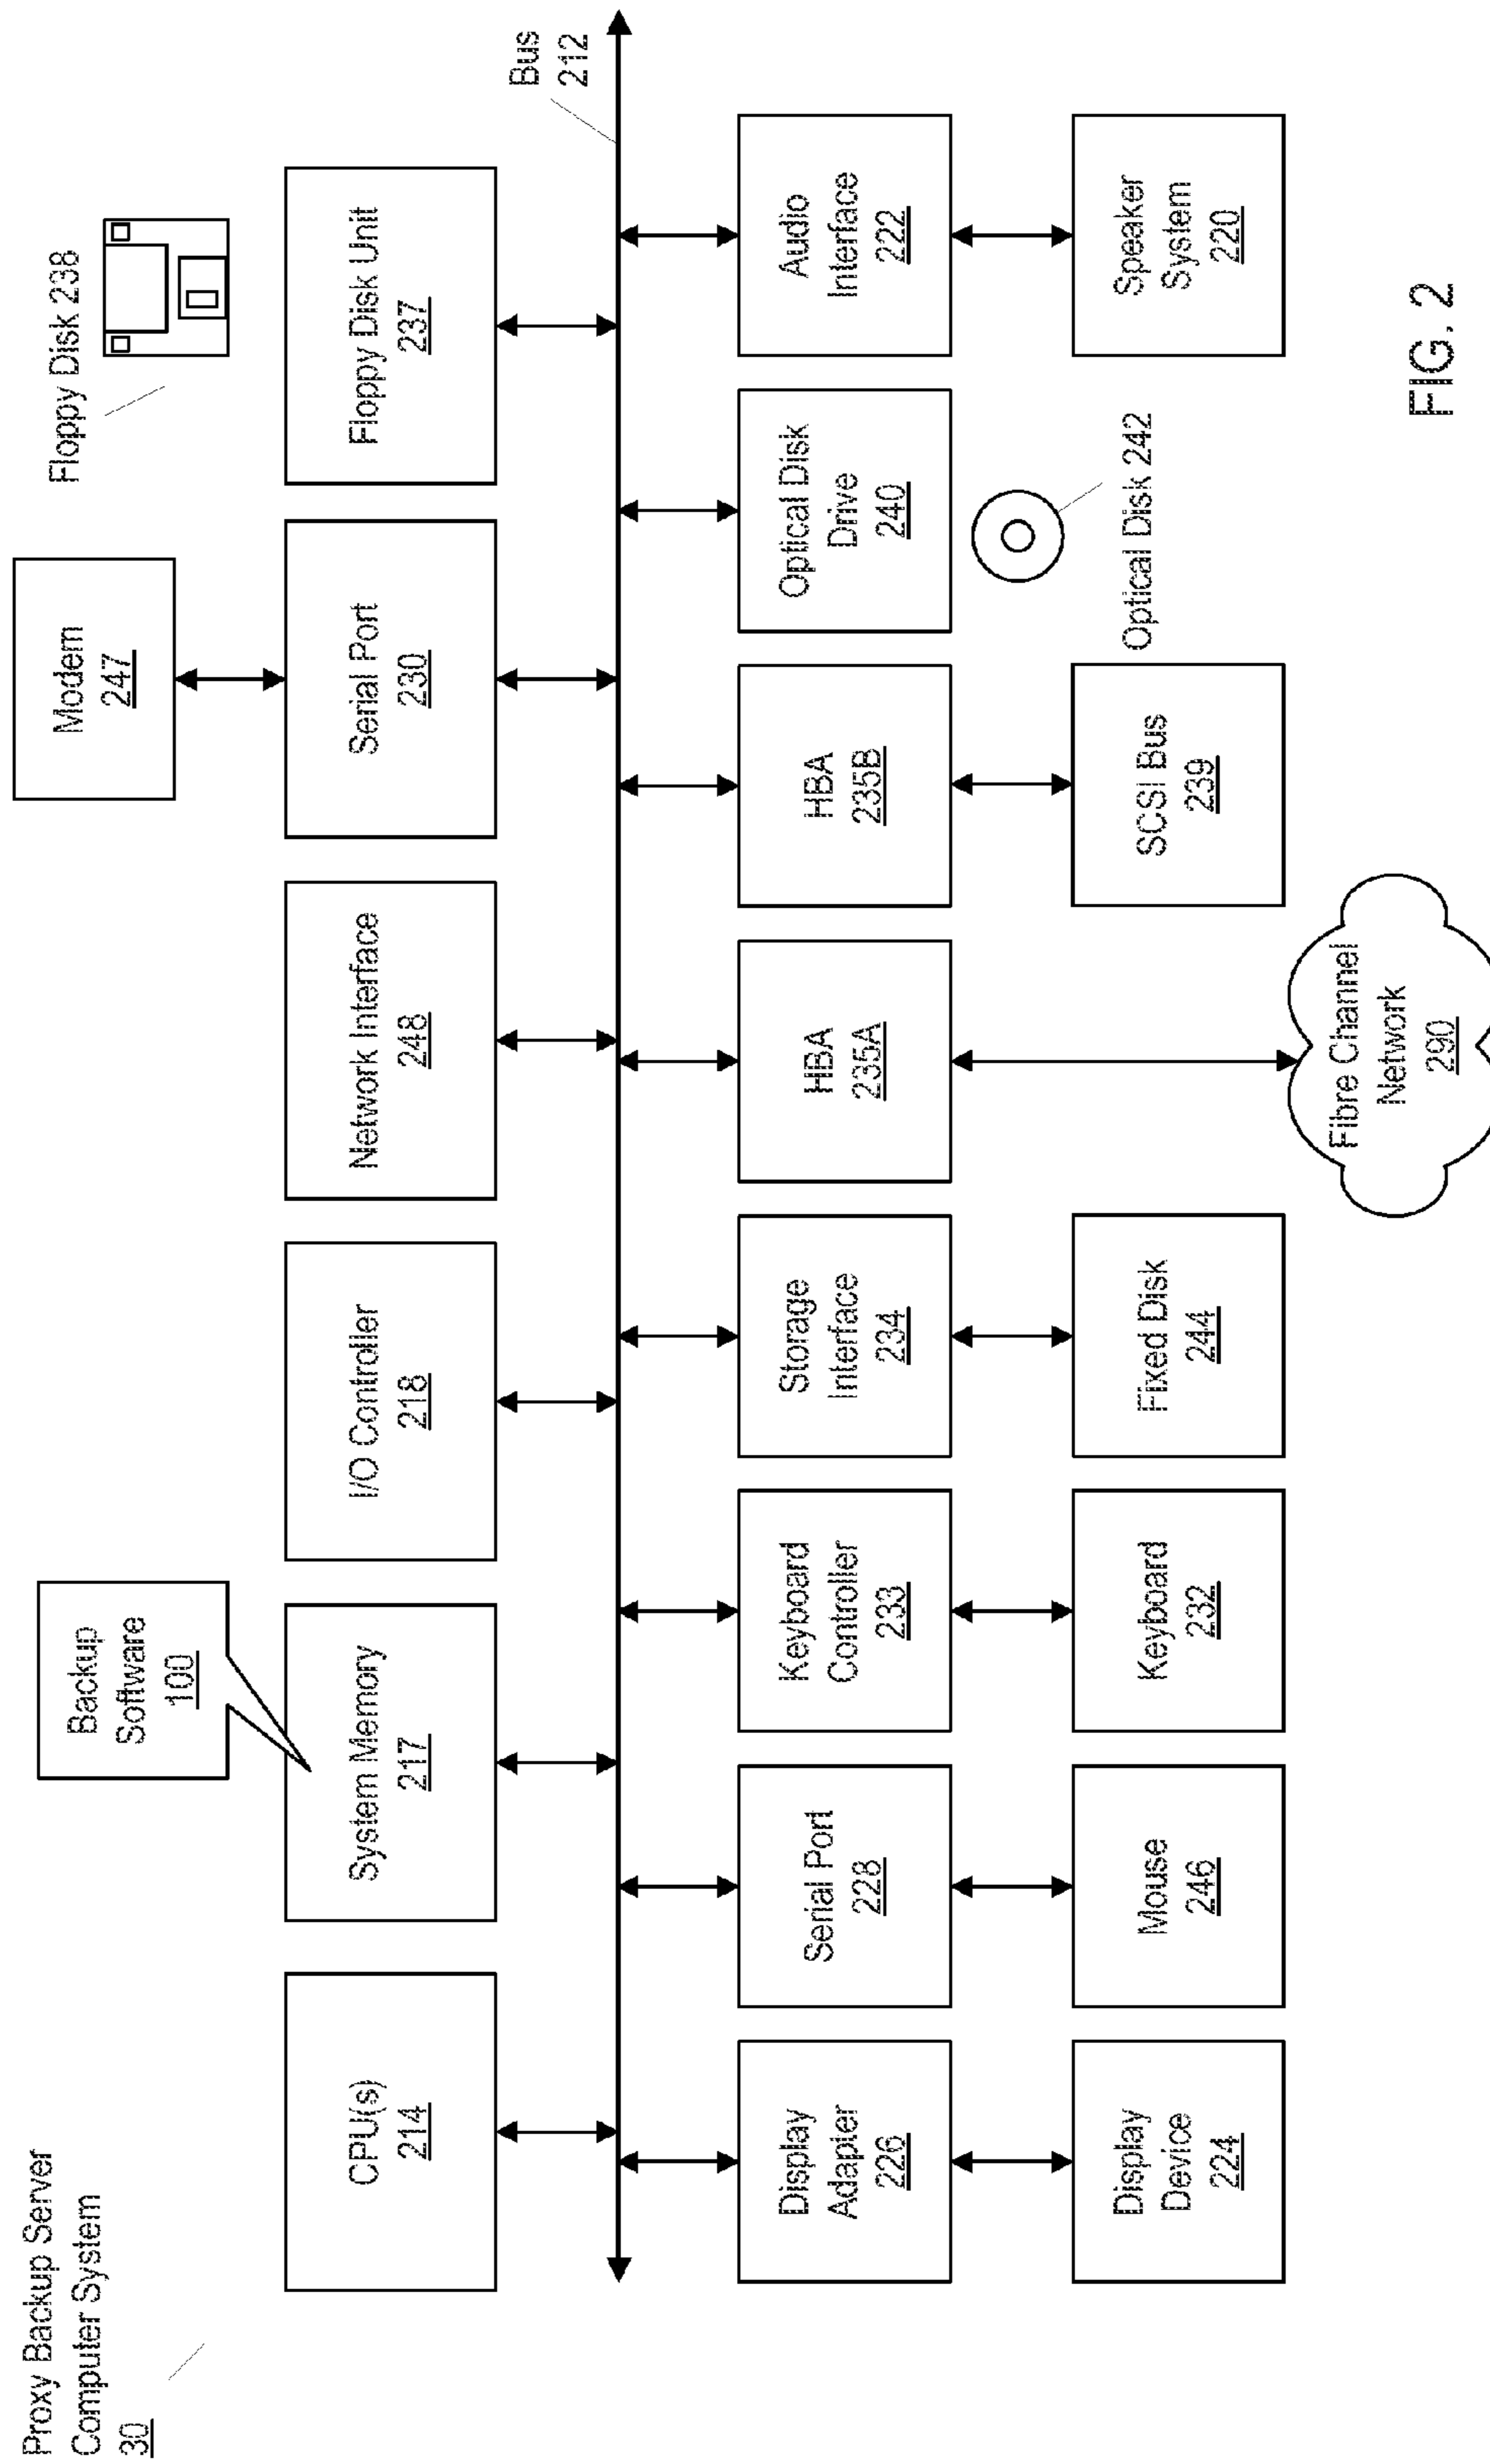 Proxy Backup Server
Computer System
30
Backup
Software
100
Modem
247
Floppy Disk 238
CPU(s)
214
System Memory
217
I/O Controller
218
Network Interface
248
Serial Port
230
Floppy Disk Unit
237
Bus
212
Display
Adapter
226
Serial Port
228
Keyboard
Controller
233
Storage
Interface
234
HBA
235A
HBA
235B
Optical Disk
Drive
240
Audio
Interface
222
Display
Device
224
Mouse
246
Keyboard
232
Fixed Disk
244
Fibre Channel
Network
290
SCSI Bus
239
Optical Disk 242
Speaker
System
220
FIG. 2